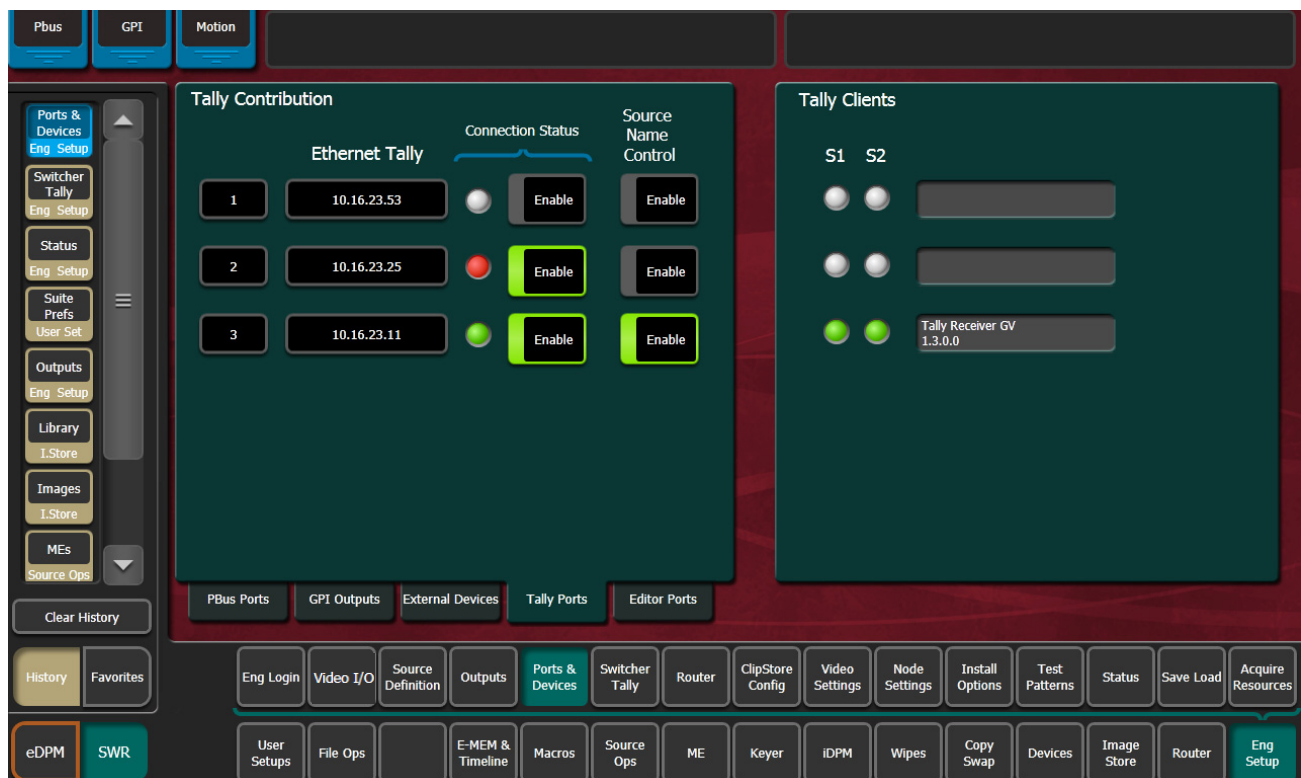 Pbus
GPI
Motion
Ports &
Devices
Eng Setup
Switcher
Tally
Eng Setup
Status
Eng Setup
Suite
Prefs
User Set
Outputs
Eng Setup
Library
I.Store
Images
I.Store
MEs
Source Ops
Clear History
History
Favorites
eDPM
SWR
Tally Contribution
Ethernet Tally
Connection Status
Source
Name
Control
1
10.16.23.53
Enable
Enable
2
10.16.23.25
Enable
Enable
3
10.16.23.11
Enable
Enable
PBus Ports
GPI Outputs
External Devices
Tally Ports
Editor Ports
Tally Clients
S1 S2
Tally Receiver GV
1.3.0.0
Eng Login
Video I/O
Source
Definition
Outputs
Ports &
Devices
Switcher
Tally
Router
ClipStore
Config
Video
Settings
Node
Settings
Install
Options
Test
Patterns
Status
Save Load
Acquire
Resources
User
Setups
File Ops
E-MEM &
Timeline
Macros
Source
Ops
ME
Keyer
iDPM
Wipes
Copy
Swap
Devices
Image
Store
Router
Eng
Setup